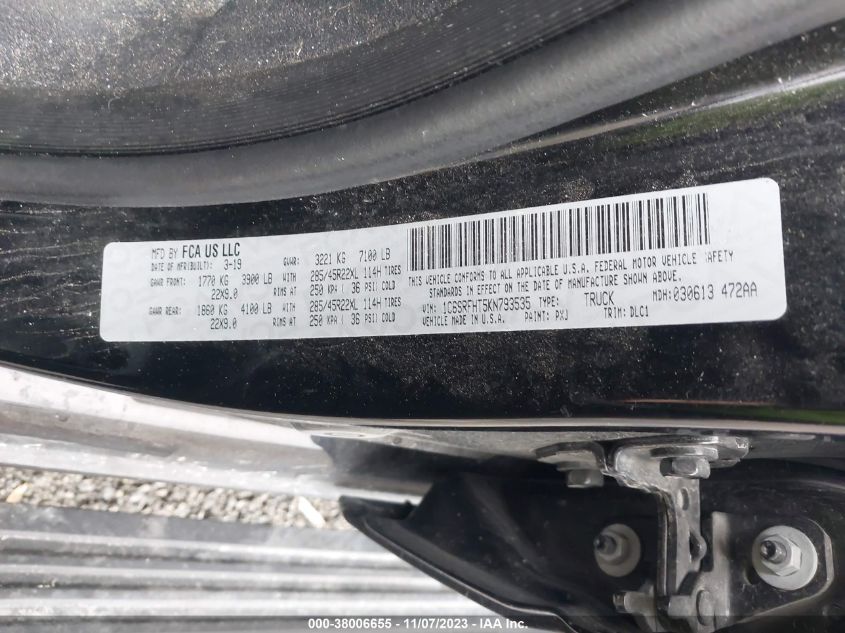 MFD BY FCA US LLC
DATE OF MFR(BUILT): 3-19 GVWR: 3221 KG 7100 LB
GAWR FRONT: 1770 KG 3900 LB WITH 285/45R22XL 114H TIRES
22X9.0 RIMS AT 250 KPA ( 36 PSI) COLD
GAWR REAR: 1860 KG 4100 LB WITH 285/45R22XL 114H TIRES
22X9.0 RIMS AT 250 KPA ( 36 PSI) COLD
THIS VEHICLE CONFORMS TO ALL APPLICABLE U.S.A. FEDERAL MOTOR VEHICLE SAFETY
STANDARDS IN EFFECT ON THE DATE OF MANUFACTURE SHOWN ABOVE.
VIN: 1C6SRFHT5KN793535 TYPE: TRUCK MDH:030613 472AA
VEHICLE MADE IN U.S.A. PAINT: PXJ TRIM: DLC1
000-38006655 - 11/07/2023 - IAA Inc.